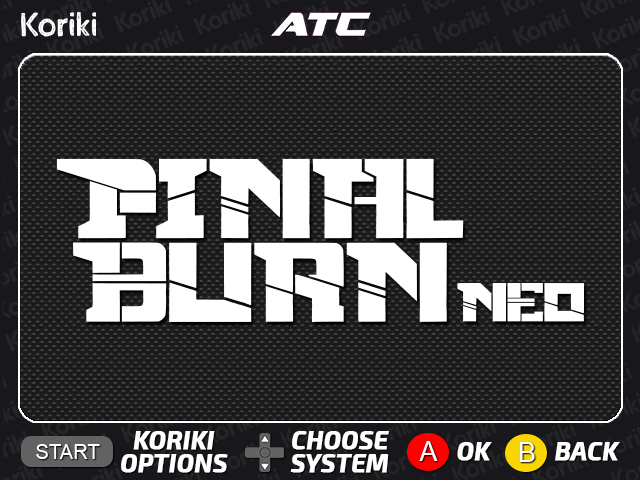 Koriki
ATC
FINAL
BURN NEO
START
KORIKI
OPTIONS
CHOOSE
SYSTEM
A
OK
B
BACK